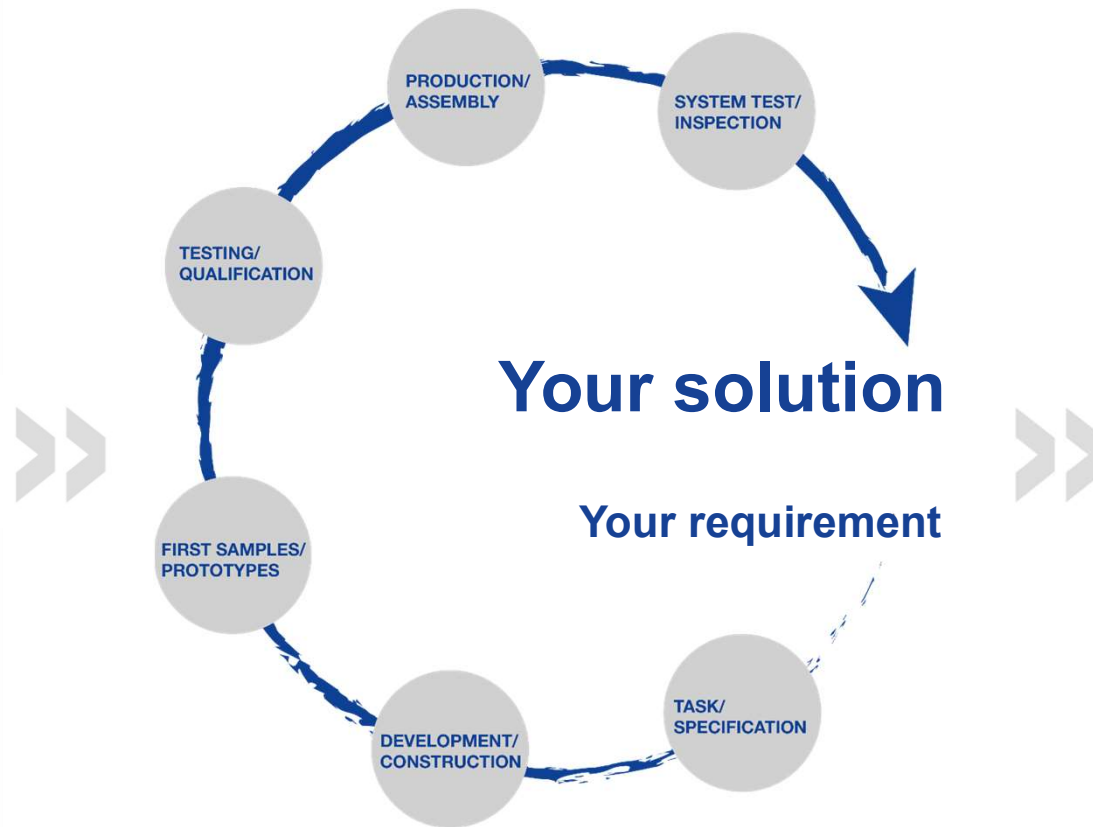 PRODUCTION/
ASSEMBLY
SYSTEM TEST/
INSPECTION
TESTING/
QUALIFICATION
Your solution
Your requirement
FIRST SAMPLES/
PROTOTYPES
TASK/
SPECIFICATION
DEVELOPMENT/
CONSTRUCTION